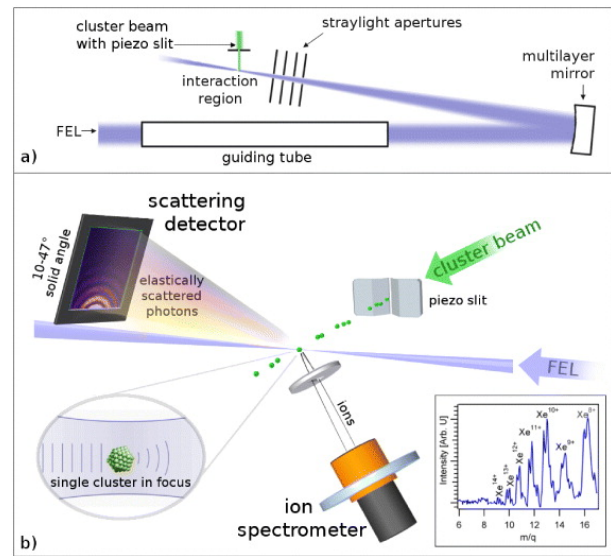 cluster beam
with piezo slit
straylight apertures
interaction
region
multilayer
mirror
FEL
guiding tube
a)
scattering
detector
10-47°
solid angle
elastically
scattered
photons
cluster beam
piezo slit
FEL
ions
single cluster in focus
ion
spectrometer
Intensity [Arb. U]
Xe14+
Xe13+
Xe12+
Xe11+
Xe10+
Xe9+
Xe8+
6 8 10 12 14 16
m/q
b)